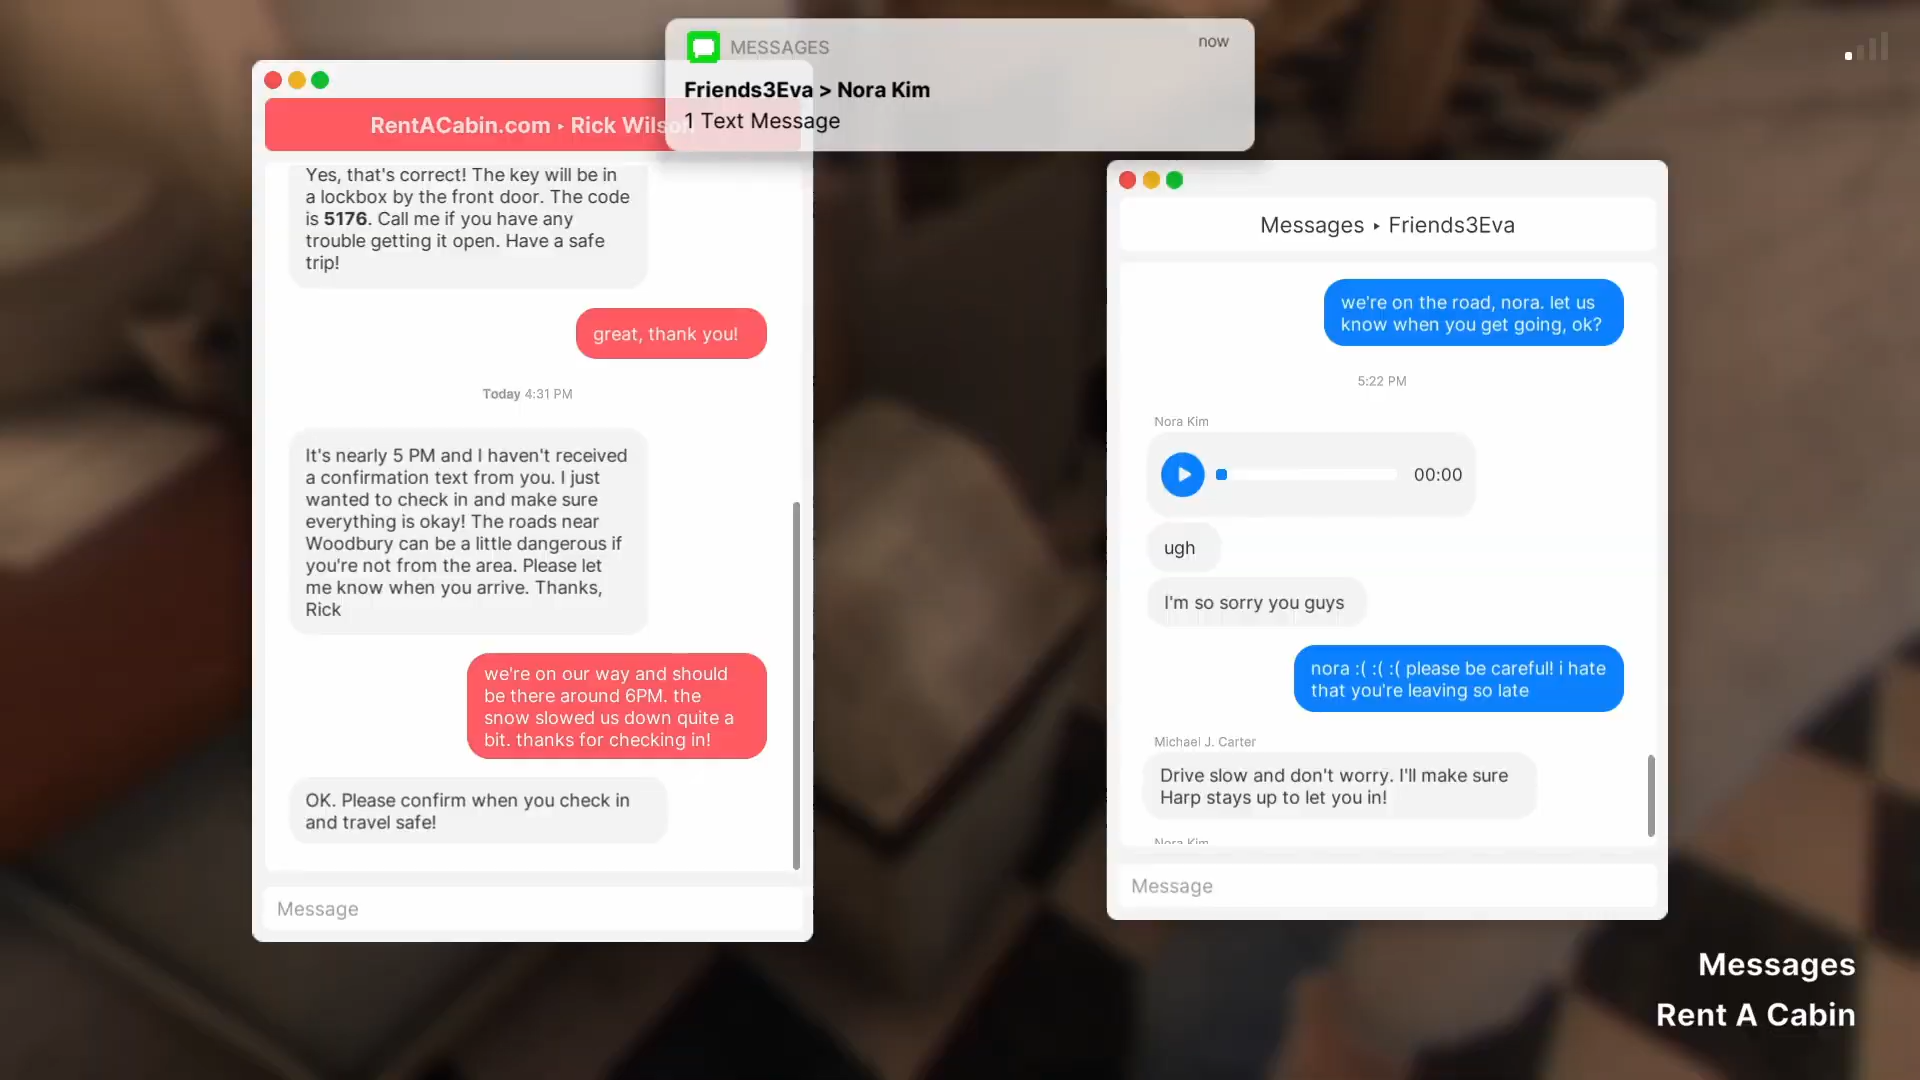 MESSAGES
now
Friends3Eva > Nora Kim
1 Text Message
RentACabin.com ‣ Rick Wilson
Yes, that's correct! The key will be in
a lockbox by the front door. The code
is 5176. Call me if you have any
trouble getting it open. Have a safe
trip!
great, thank you!
Today 4:31 PM
It's nearly 5 PM and I haven't received
a confirmation text from you. I just
wanted to check in and make sure
everything is okay! The roads near
Woodbury can be a little dangerous if
you're not from the area. Please let
me know when you arrive. Thanks,
Rick
we're on our way and should
be there around 6PM. the
snow slowed us down quite a
bit. thanks for checking in!
OK. Please confirm when you check in
and travel safe!
Message
Messages ‣ Friends3Eva
we're on the road, nora. let us
know when you get going, ok?
5:22 PM
Nora Kim
00:00
ugh
I'm so sorry you guys
nora :( :( :( please be careful! i hate
that you're leaving so late
Michael J. Carter
Drive slow and don't worry. I'll make sure
Harp stays up to let you in!
Nora Kim
Message
Messages
Rent A Cabin